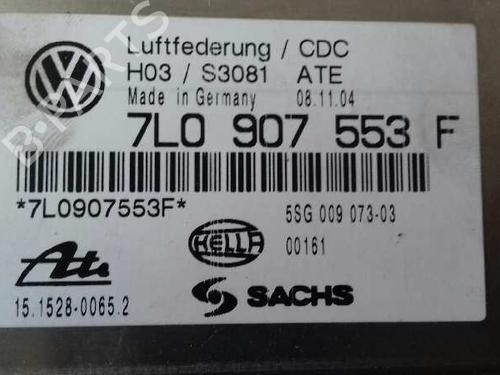 Luftfederung / CDC
H03 / S3081 ATE
Made in Germany 08.11.04
7L0 907 553 F
*7L0907553F*
5SG 009 073-03
HELLA 00161
Ate
15.1528-0065.2
SACHS
B-PARTS